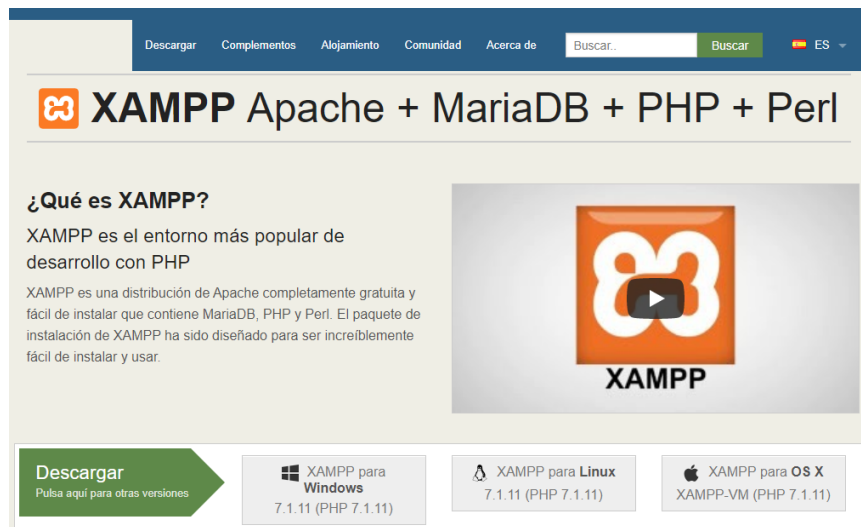 Descargar Complementos Alojamiento Comunidad Acerca de Buscar.. Buscar ES
XAMPP Apache + MariaDB + PHP + Perl
¿Qué es XAMPP?
XAMPP es el entorno más popular de
desarrollo con PHP
XAMPP es una distribución de Apache completamente gratuita y
fácil de instalar que contiene MariaDB, PHP y Perl. El paquete de
instalación de XAMPP ha sido diseñado para ser increíblemente
fácil de instalar y usar.
XAMPP
Descargar
Pulsa aquí para otras versiones
XAMPP para
Windows
7.1.11 (PHP 7.1.11)
XAMPP para Linux
7.1.11 (PHP 7.1.11)
XAMPP para OS X
XAMPP-VM (PHP 7.1.11)